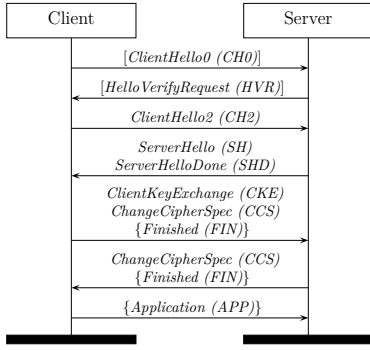 Client Server
[ClientHello0 (CH0)]
[HelloVerifyRequest (HVR)]
ClientHello2 (CH2)
ServerHello (SH)
ServerHelloDone (SHD)
ClientKeyExchange (CKE)
ChangeCipherSpec (CCS)
{Finished (FIN)}
ChangeCipherSpec (CCS)
{Finished (FIN)}
{Application (APP)}